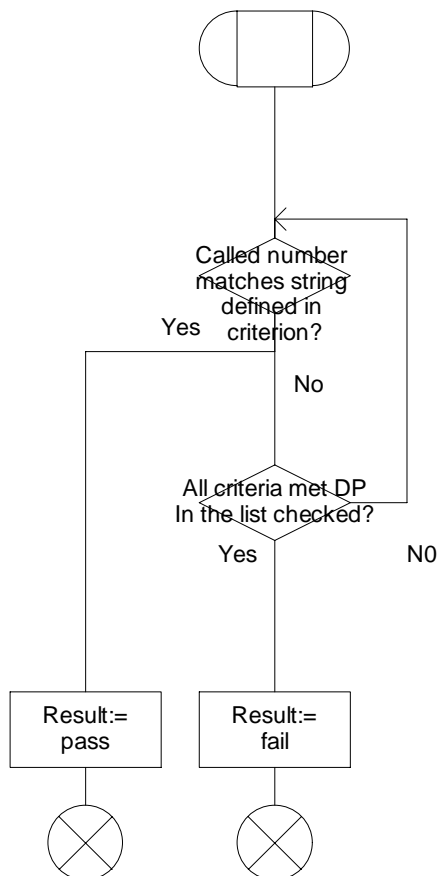 Called number
matches string
defined in
criterion?
Yes
No
All criteria met DP
In the list checked?
Yes
N0
Result:=
pass
Result:=
fail